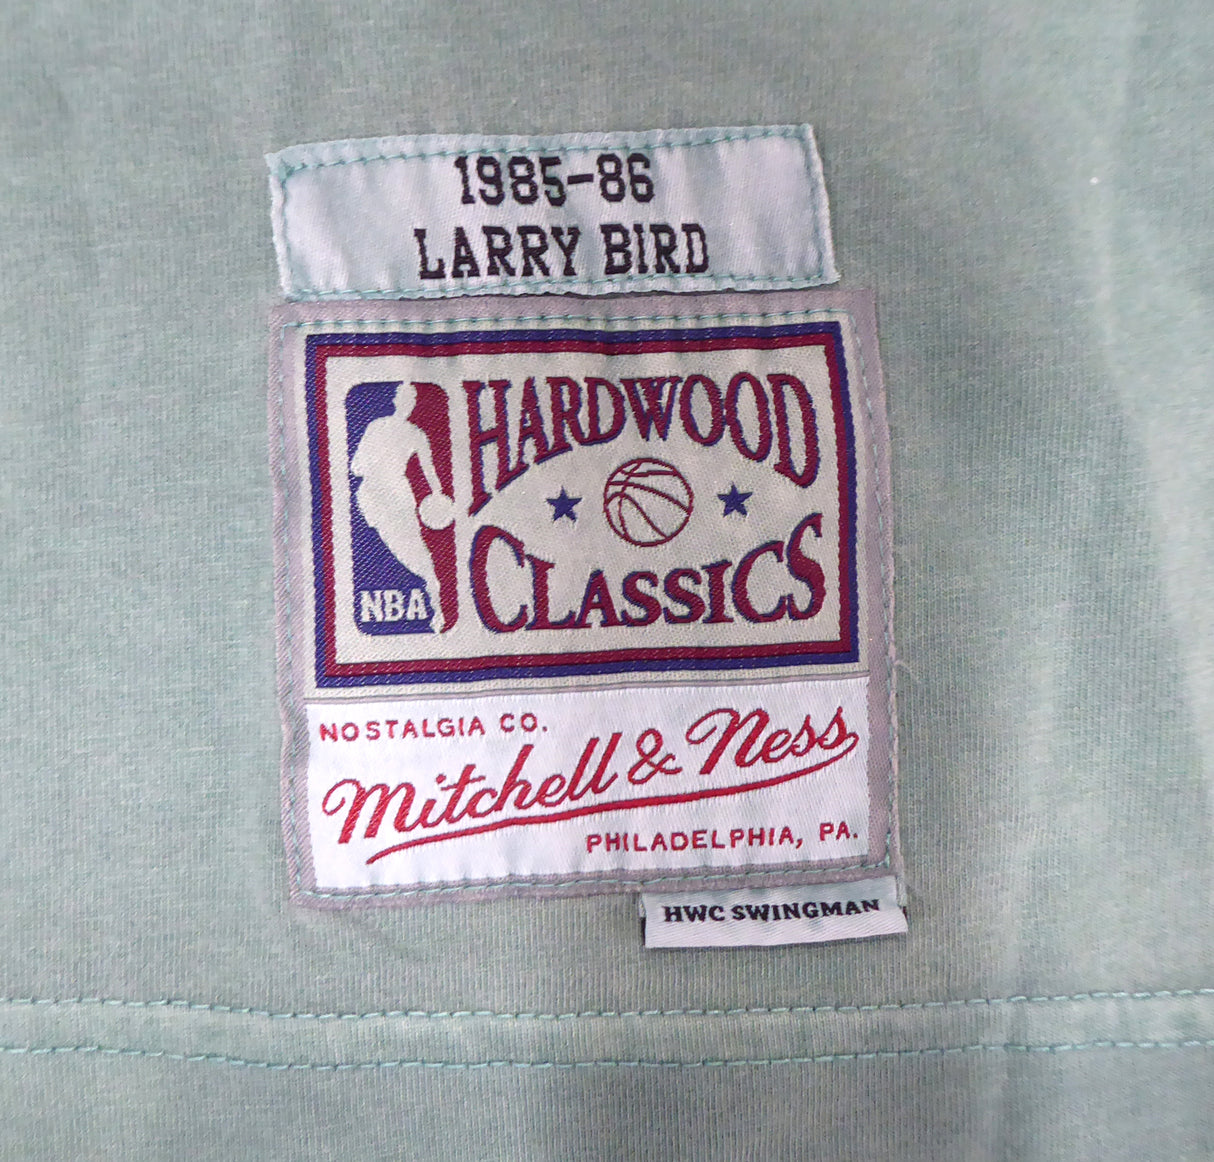 1985-86
LARRY BIRD
HARDWOOD
CLASSICS
NBA
NOSTALGIA CO.
Mitchell & Ness
PHILADELPHIA, PA.
HWC SWINGMAN